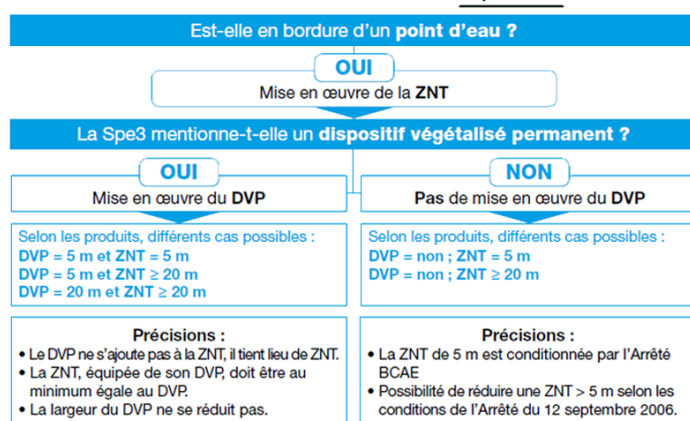 Est-elle en bordure d'un point d'eau ?
OUI
Mise en œuvre de la ZNT
La Spe3 mentionne-t-elle un dispositif végétalisé permanent ?
OUI
Mise en œuvre du DVP
Selon les produits, différents cas possibles :
DVP = 5 m et ZNT = 5 m
DVP = 5 m et ZNT ≥ 20 m
DVP = 20 m et ZNT ≥ 20 m
Précisions :
• Le DVP ne s'ajoute pas à la ZNT, il tient lieu de ZNT.
• La ZNT, équipée de son DVP, doit être au
minimum égale au DVP.
• La largeur du DVP ne se réduit pas.
NON
Pas de mise en œuvre du DVP
Selon les produits, différents cas possibles :
DVP = non ; ZNT = 5 m
DVP = non ; ZNT ≥ 20 m
Précisions :
• La ZNT de 5 m est conditionnée par l'Arrêté
BCAE
• Possibilité de réduire une ZNT > 5 m selon les
conditions de l'Arrêté du 12 septembre 2006.